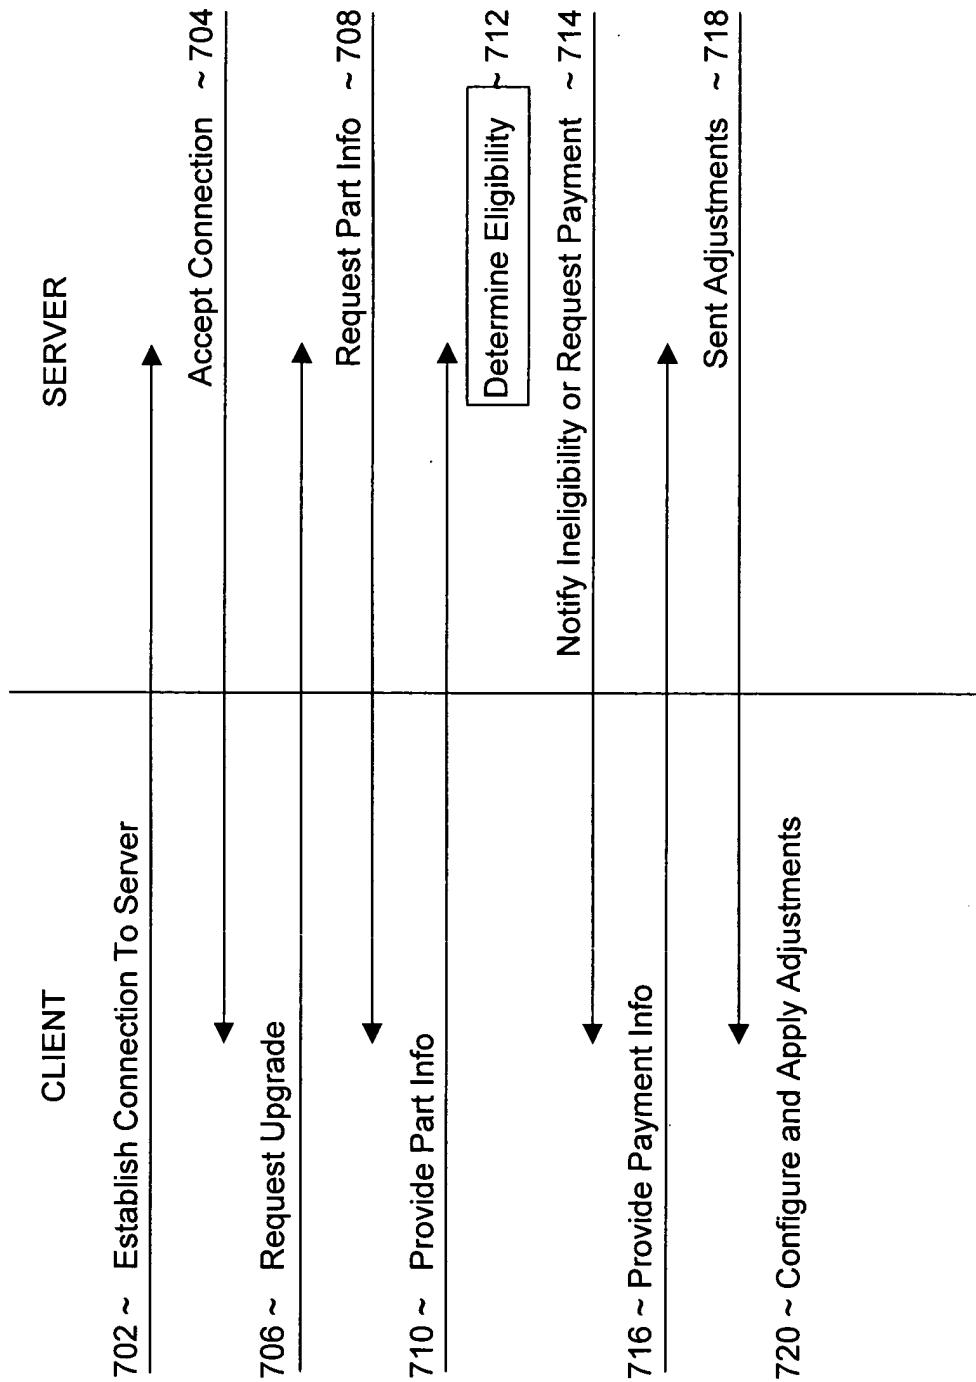 CLIENT
SERVER
702 ~ Establish Connection To Server
Accept Connection ~ 704
706 ~ Request Upgrade
Request Part Info ~ 708
710 ~ Provide Part Info
Determine Eligibility ~ 712
Notify Ineligibility or Request Payment ~ 714
716 ~ Provide Payment Info
Sent Adjustments ~ 718
720 ~ Configure and Apply Adjustments